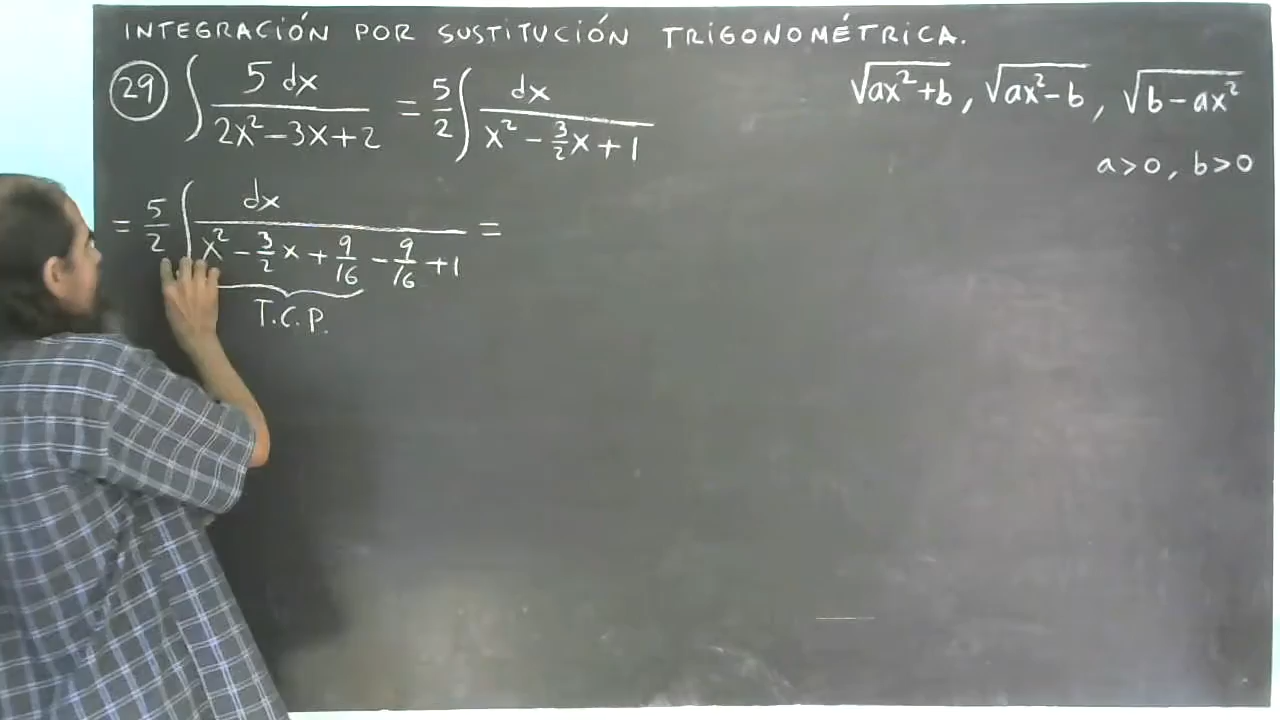 INTEGRACIÓN POR SUSTITUCIÓN TRIGONOMÉTRICA.
29 ∫ 5 dx / (2x² − 3x + 2) = 5/2 ∫ dx / (x² − 3/2 x + 1)
√(ax² + b) , √(ax² − b) , √(b − ax²)
a > 0 , b > 0
= 5/2 ∫ dx / (x² − 3/2 x + 9/16 − 9/16 + 1) =
T.C.P.